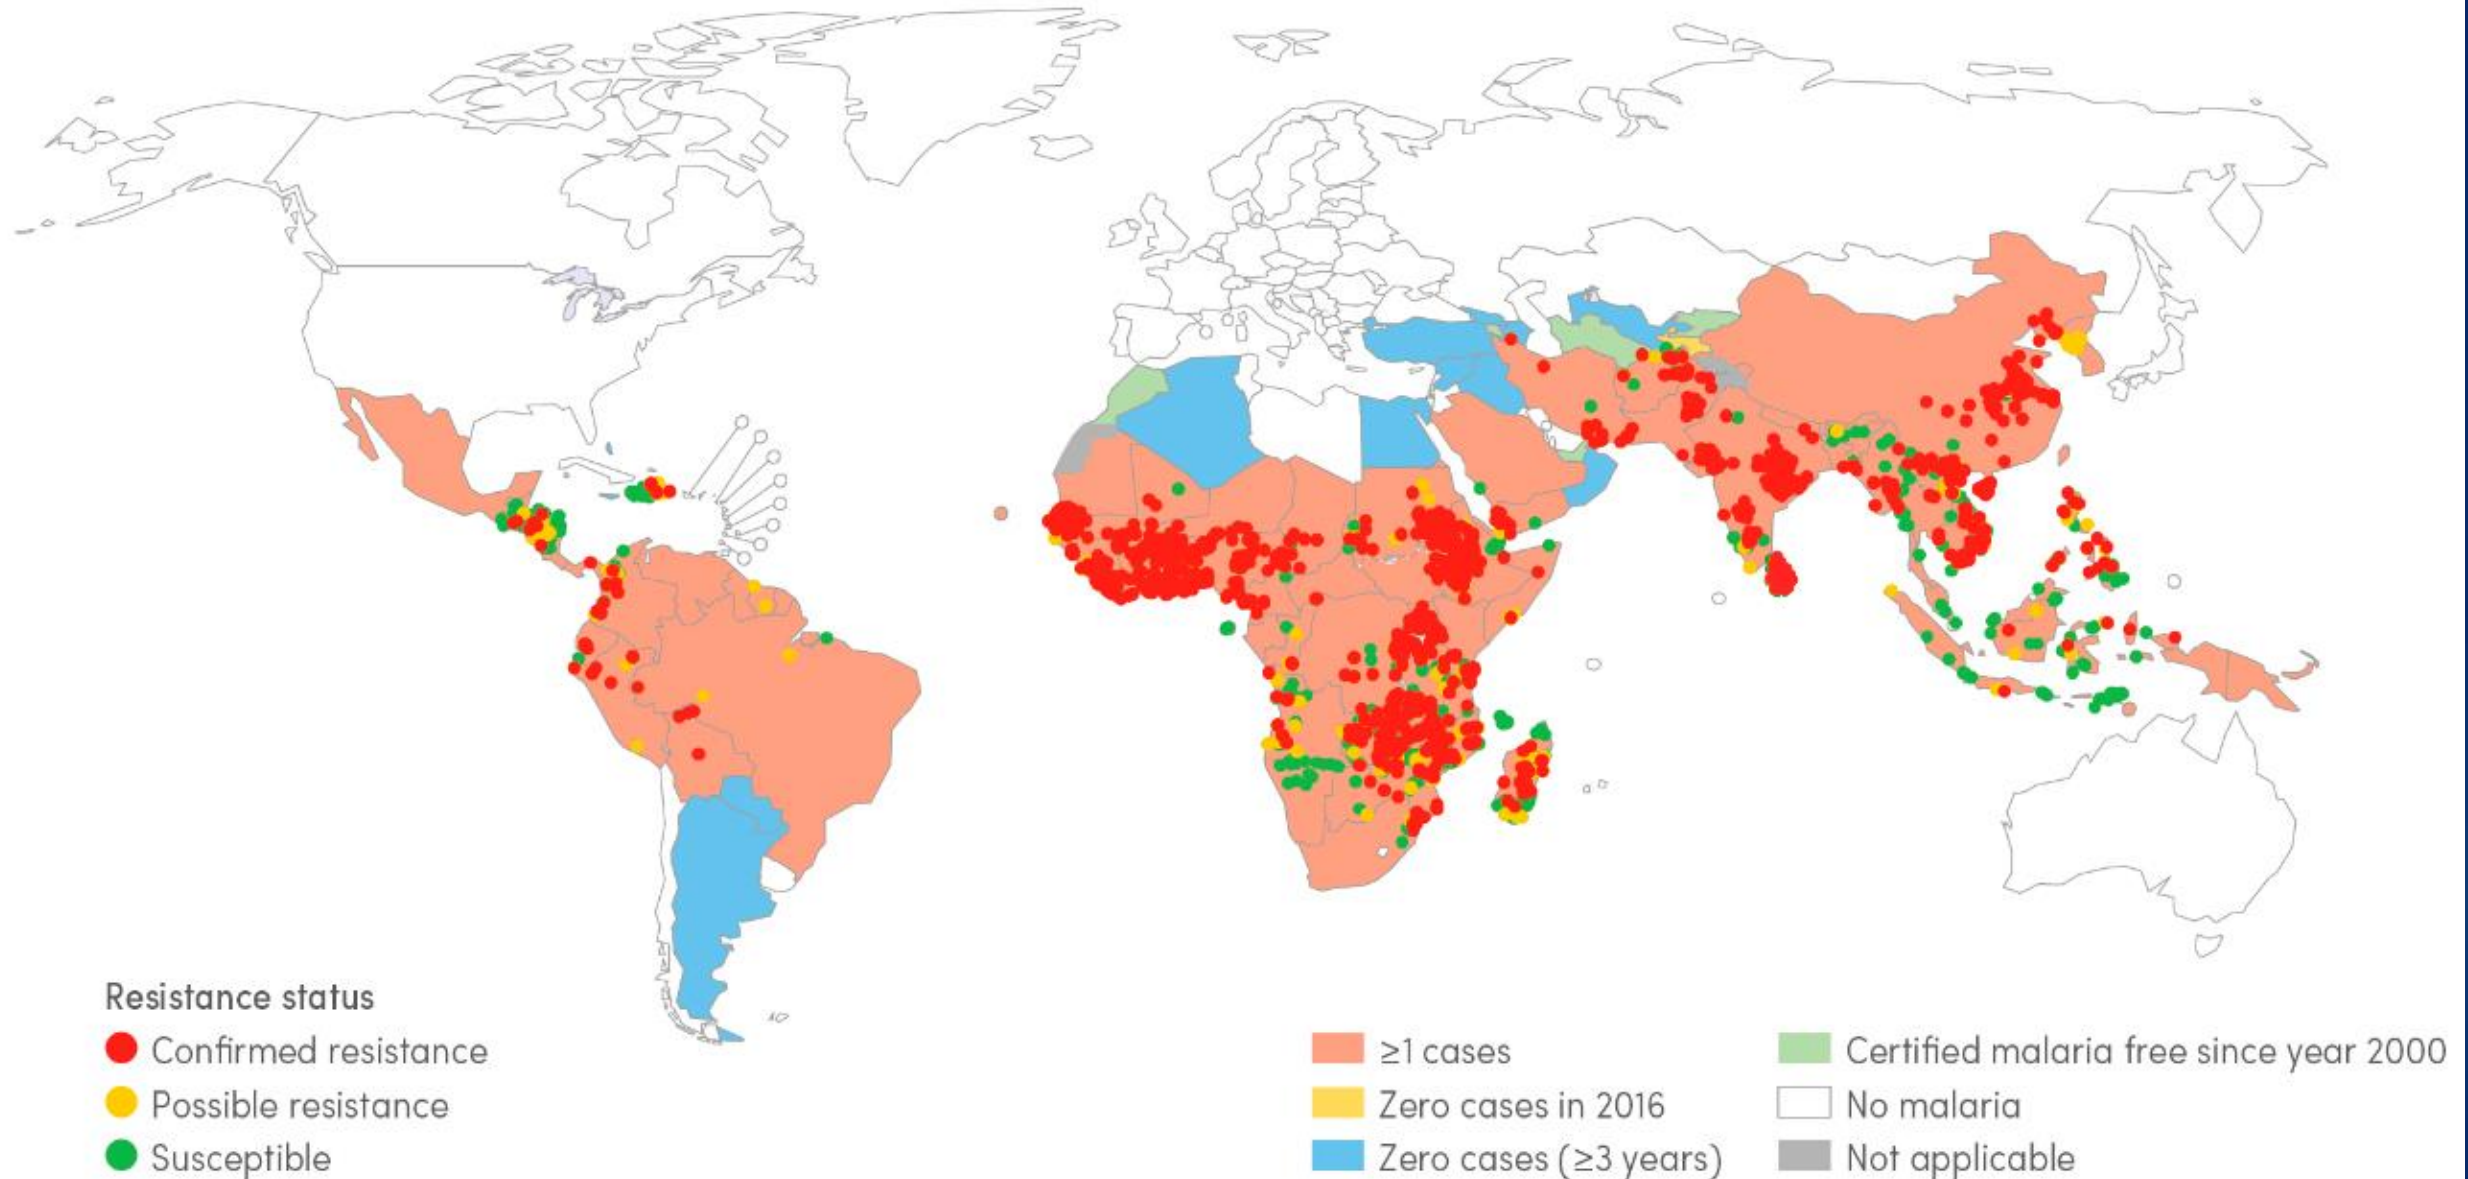 Resistance status
Confirmed resistance
Possible resistance
Susceptible
≥1 cases
Zero cases in 2016
Zero cases (≥3 years)
Certified malaria free since year 2000
No malaria
Not applicable